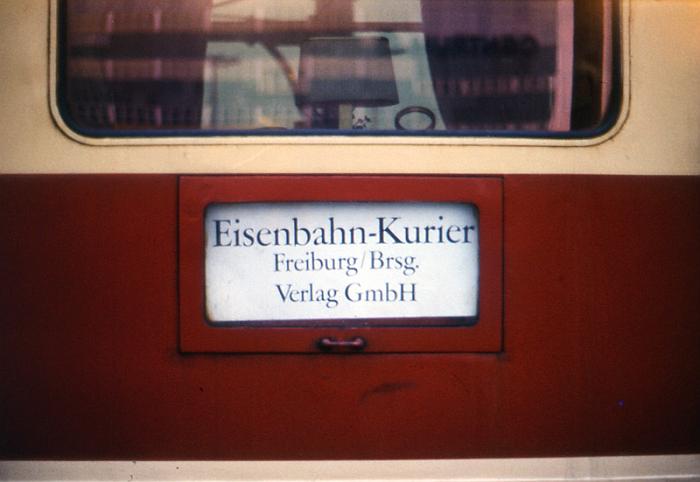 Eisenbahn-Kurier
Freiburg/Brsg.
Verlag GmbH